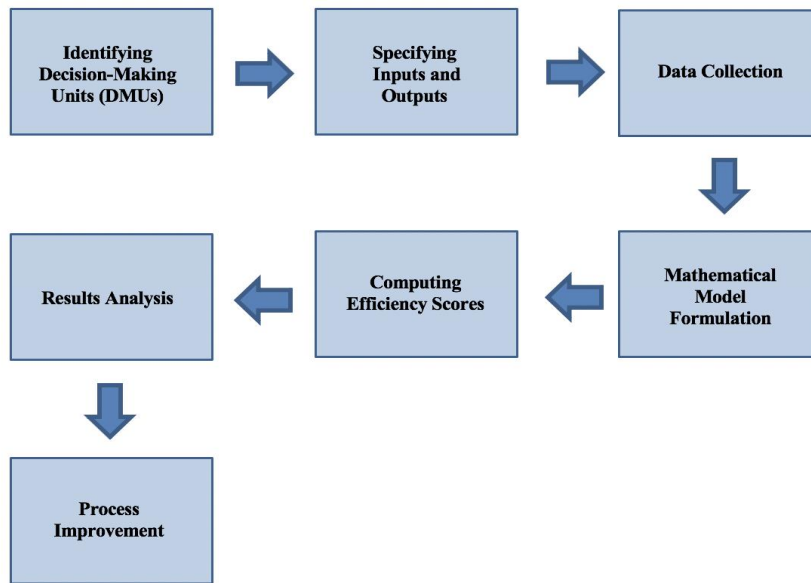 Identifying
Decision-Making
Units (DMUs)
Specifying
Inputs and
Outputs
Data Collection
Mathematical
Model
Formulation
Computing
Efficiency Scores
Results Analysis
Process
Improvement